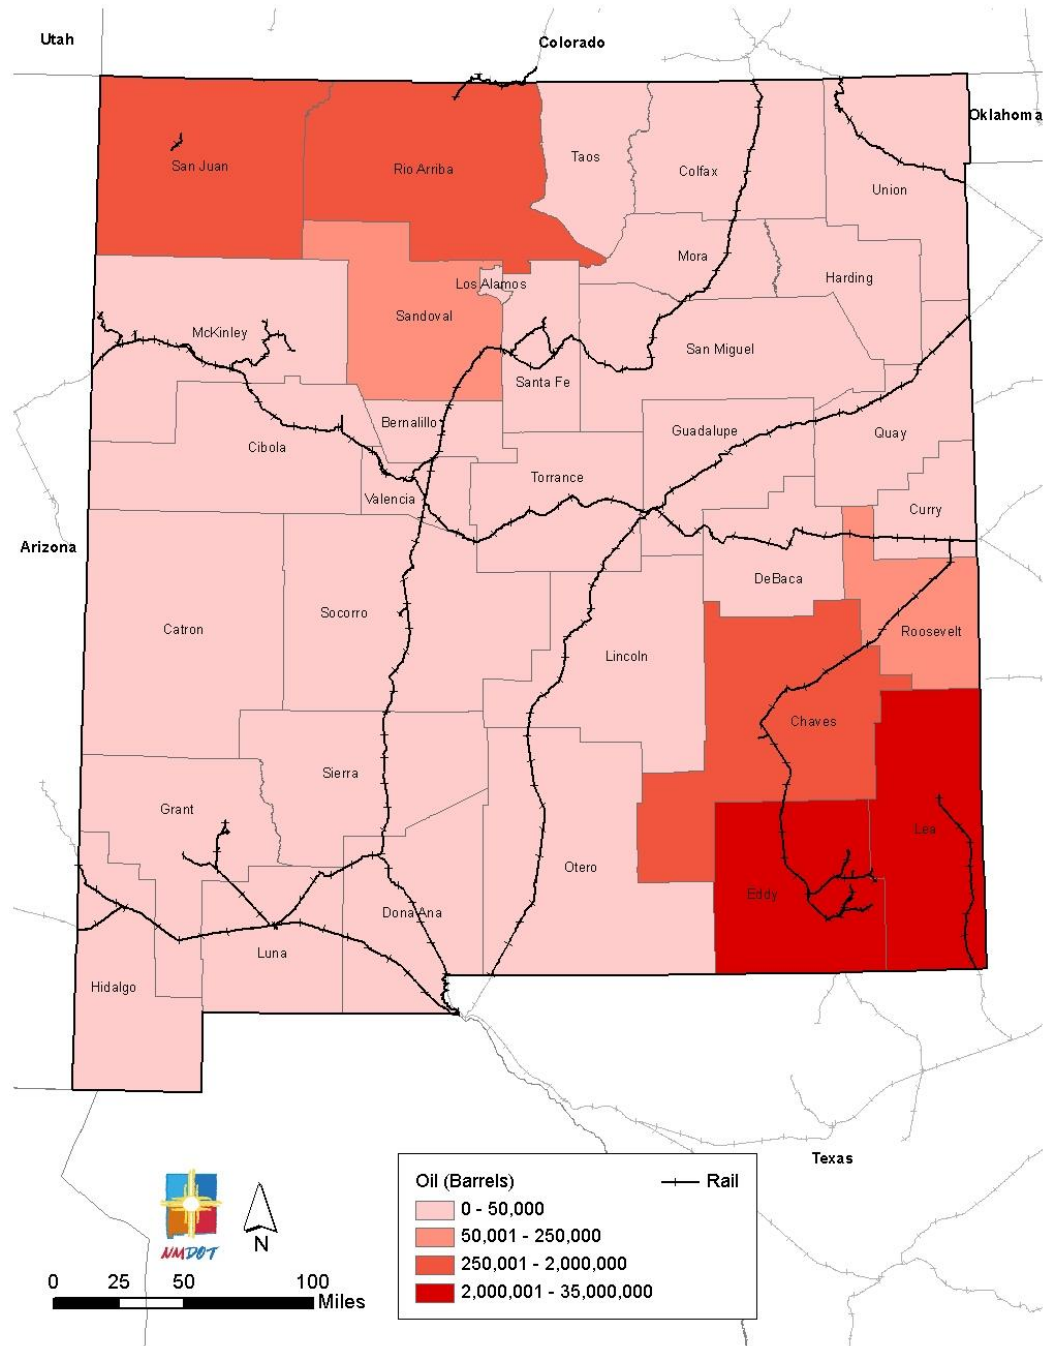 Utah
Colorado
Oklahoma
San Juan
Rio Arriba
Taos
Colfax
Union
Mora
Harding
Los Alamos
McKinley
Sandoval
San Miguel
Santa Fe
Bernalillo
Guadalupe
Quay
Cibola
Torrance
Valencia
Curry
Arizona
DeBaca
Socorro
Catron
Roosevelt
Lincoln
Chaves
Sierra
Grant
Lea
Otero
Eddy
Dona Ana
Luna
Hidalgo
Texas
Oil (Barrels)
Rail
0 - 50,000
50,001 - 250,000
250,001 - 2,000,000
2,000,001 - 35,000,000
NMDOT
N
0 25 50 100
Miles